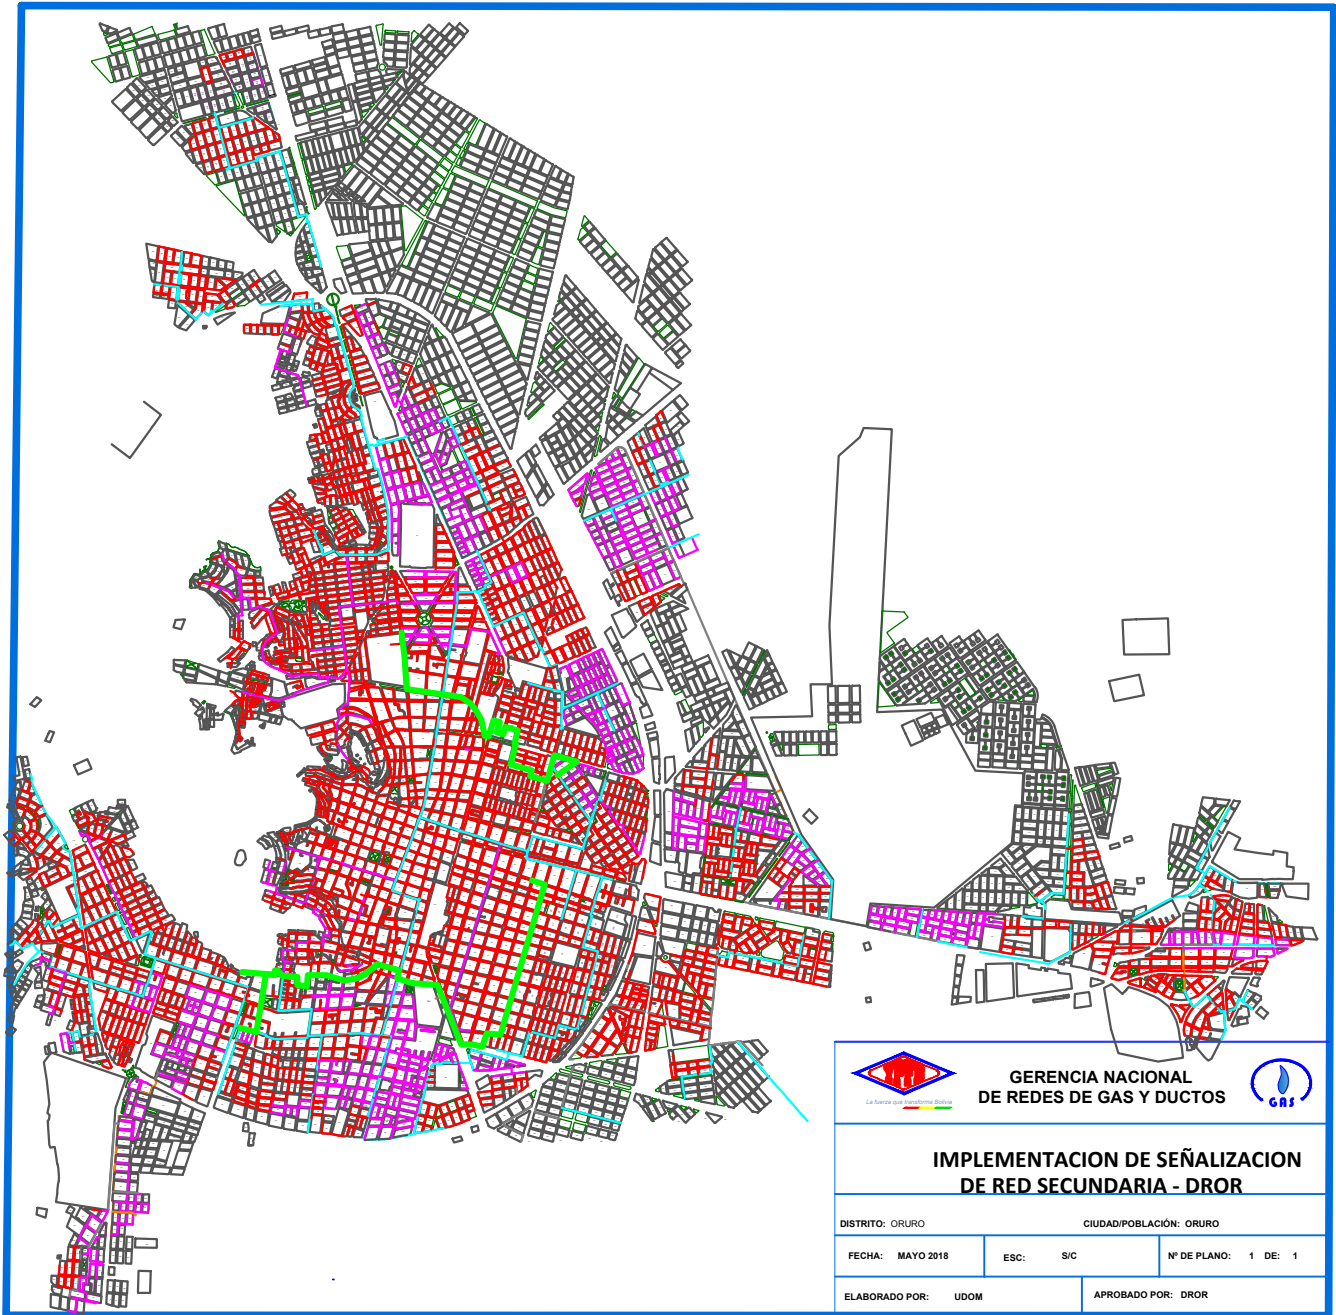 La fuerza que transforma Bolivia
GERENCIA NACIONAL
DE REDES DE GAS Y DUCTOS
GAS
IMPLEMENTACION DE SEÑALIZACION
DE RED SECUNDARIA - DROR
DISTRITO: ORURO CIUDAD/POBLACIÓN: ORURO
FECHA: MAYO 2018 ESC: S/C Nº DE PLANO: 1 DE: 1
ELABORADO POR: UDOM APROBADO POR: DROR